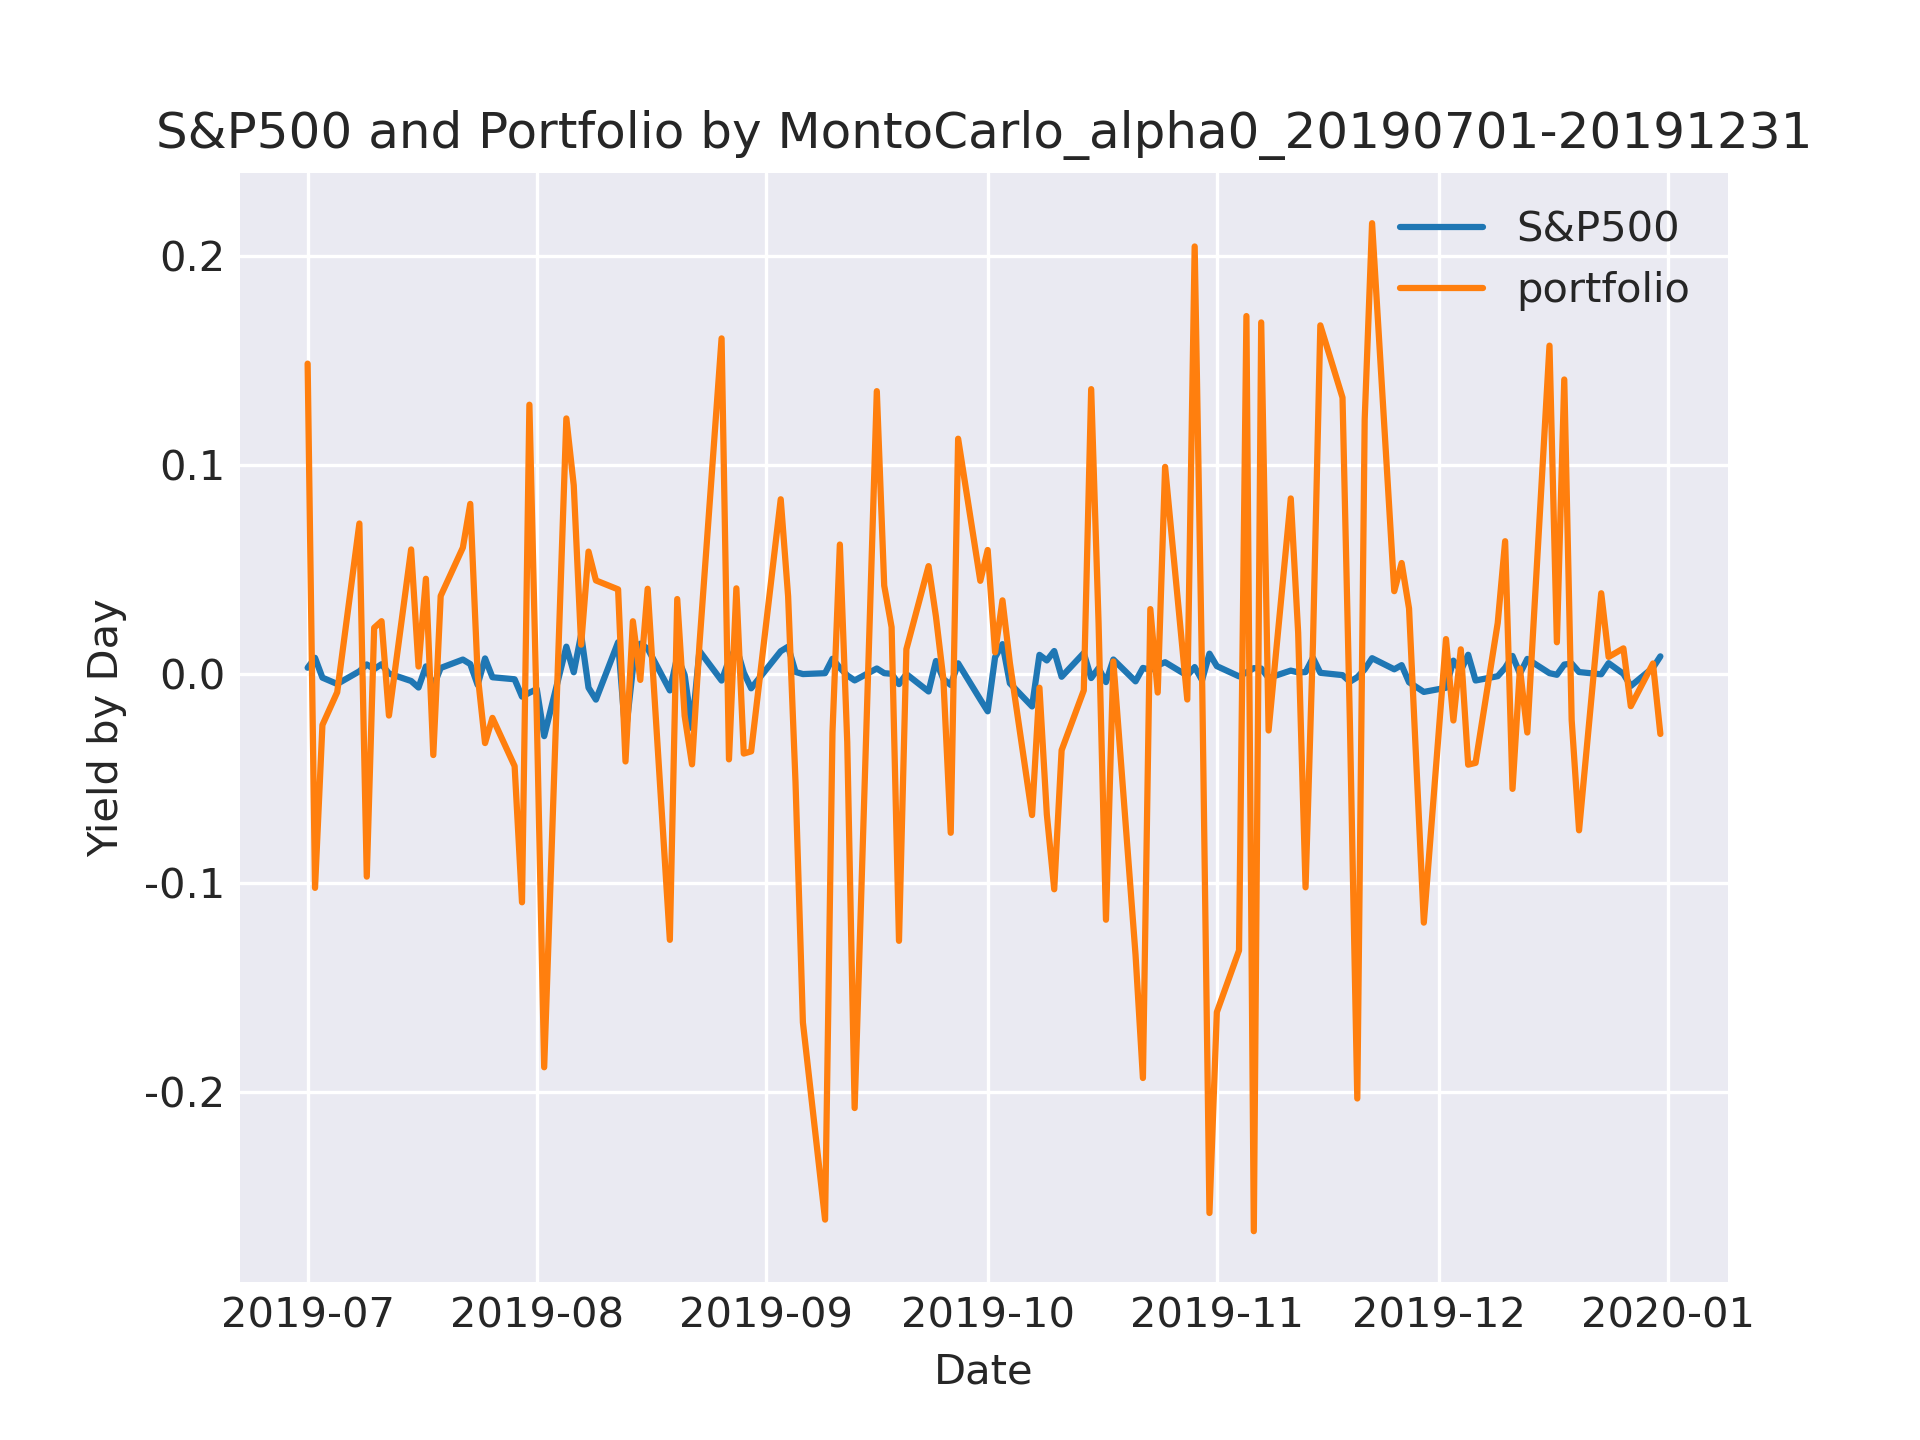 S&P500 and Portfolio by MontoCarlo_alpha0_20190701-20191231
S&P500
portfolio
0.2
0.1
0.0
-0.1
-0.2
Yield by Day
2019-07 2019-08 2019-09 2019-10 2019-11 2019-12 2020-01
Date